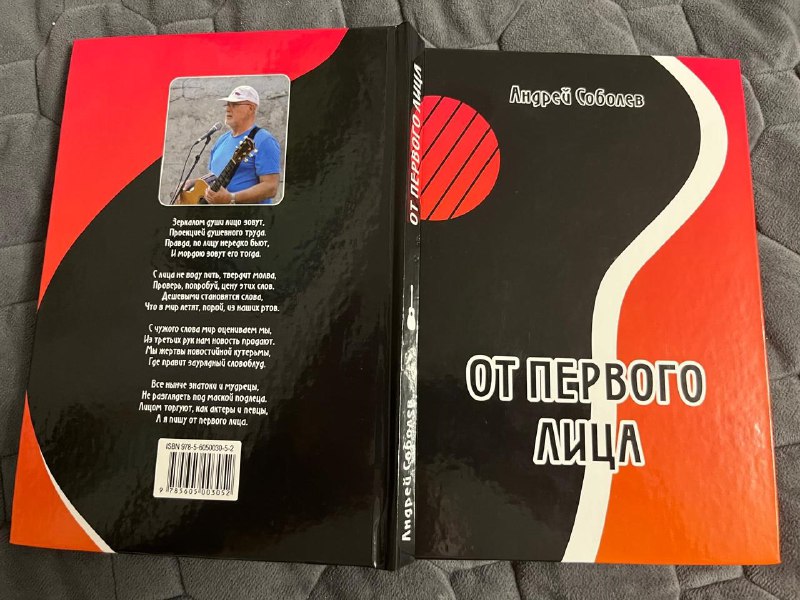 Зеркалом души лицо зовут,
Проекцией душевного труда.
Правда, по лицу нередко бьют,
И мордою зовут его тогда.
С лица не воду пить, твердит молва,
Проверь, попробуй, цену этих слов.
Дешевыми становятся слова,
Что в мир летят, порой, из наших ртов.
С чужого слова мир оцениваем мы,
Из третьих рук нам новость продают.
Мы жертвы новостийной кутерьмы,
Где правит заурядный словоблуд.
Все нынче знатоки и мудрецы,
Не разглядеть под маской подлеца.
Лицом торгуют, как актеры и певцы,
А я пишу от первого лица.
ISBN 978-5-6050030-5-2
9 785605 003052
ОТ ПЕРВОГО ЛИЦА
Андрей Соболев
Андрей Соболев
ОТ ПЕРВОГО
ЛИЦА